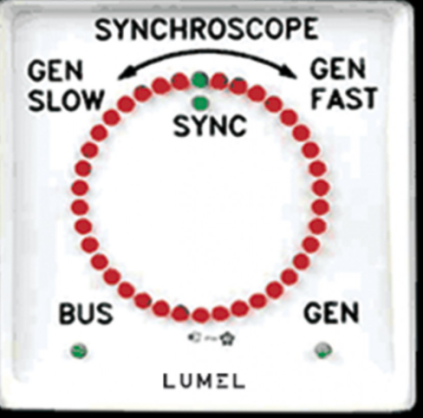 SYNCHROSCOPE
GEN SLOW
GEN FAST
SYNC
BUS
GEN
LUMEL